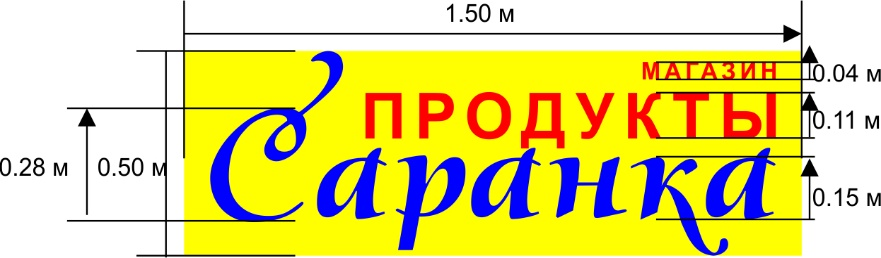 1.50 м
МАГАЗИН
0.04 м
ПРОДУКТЫ
0.11 м
0.28 м
0.50 м
Саранка
0.15 м